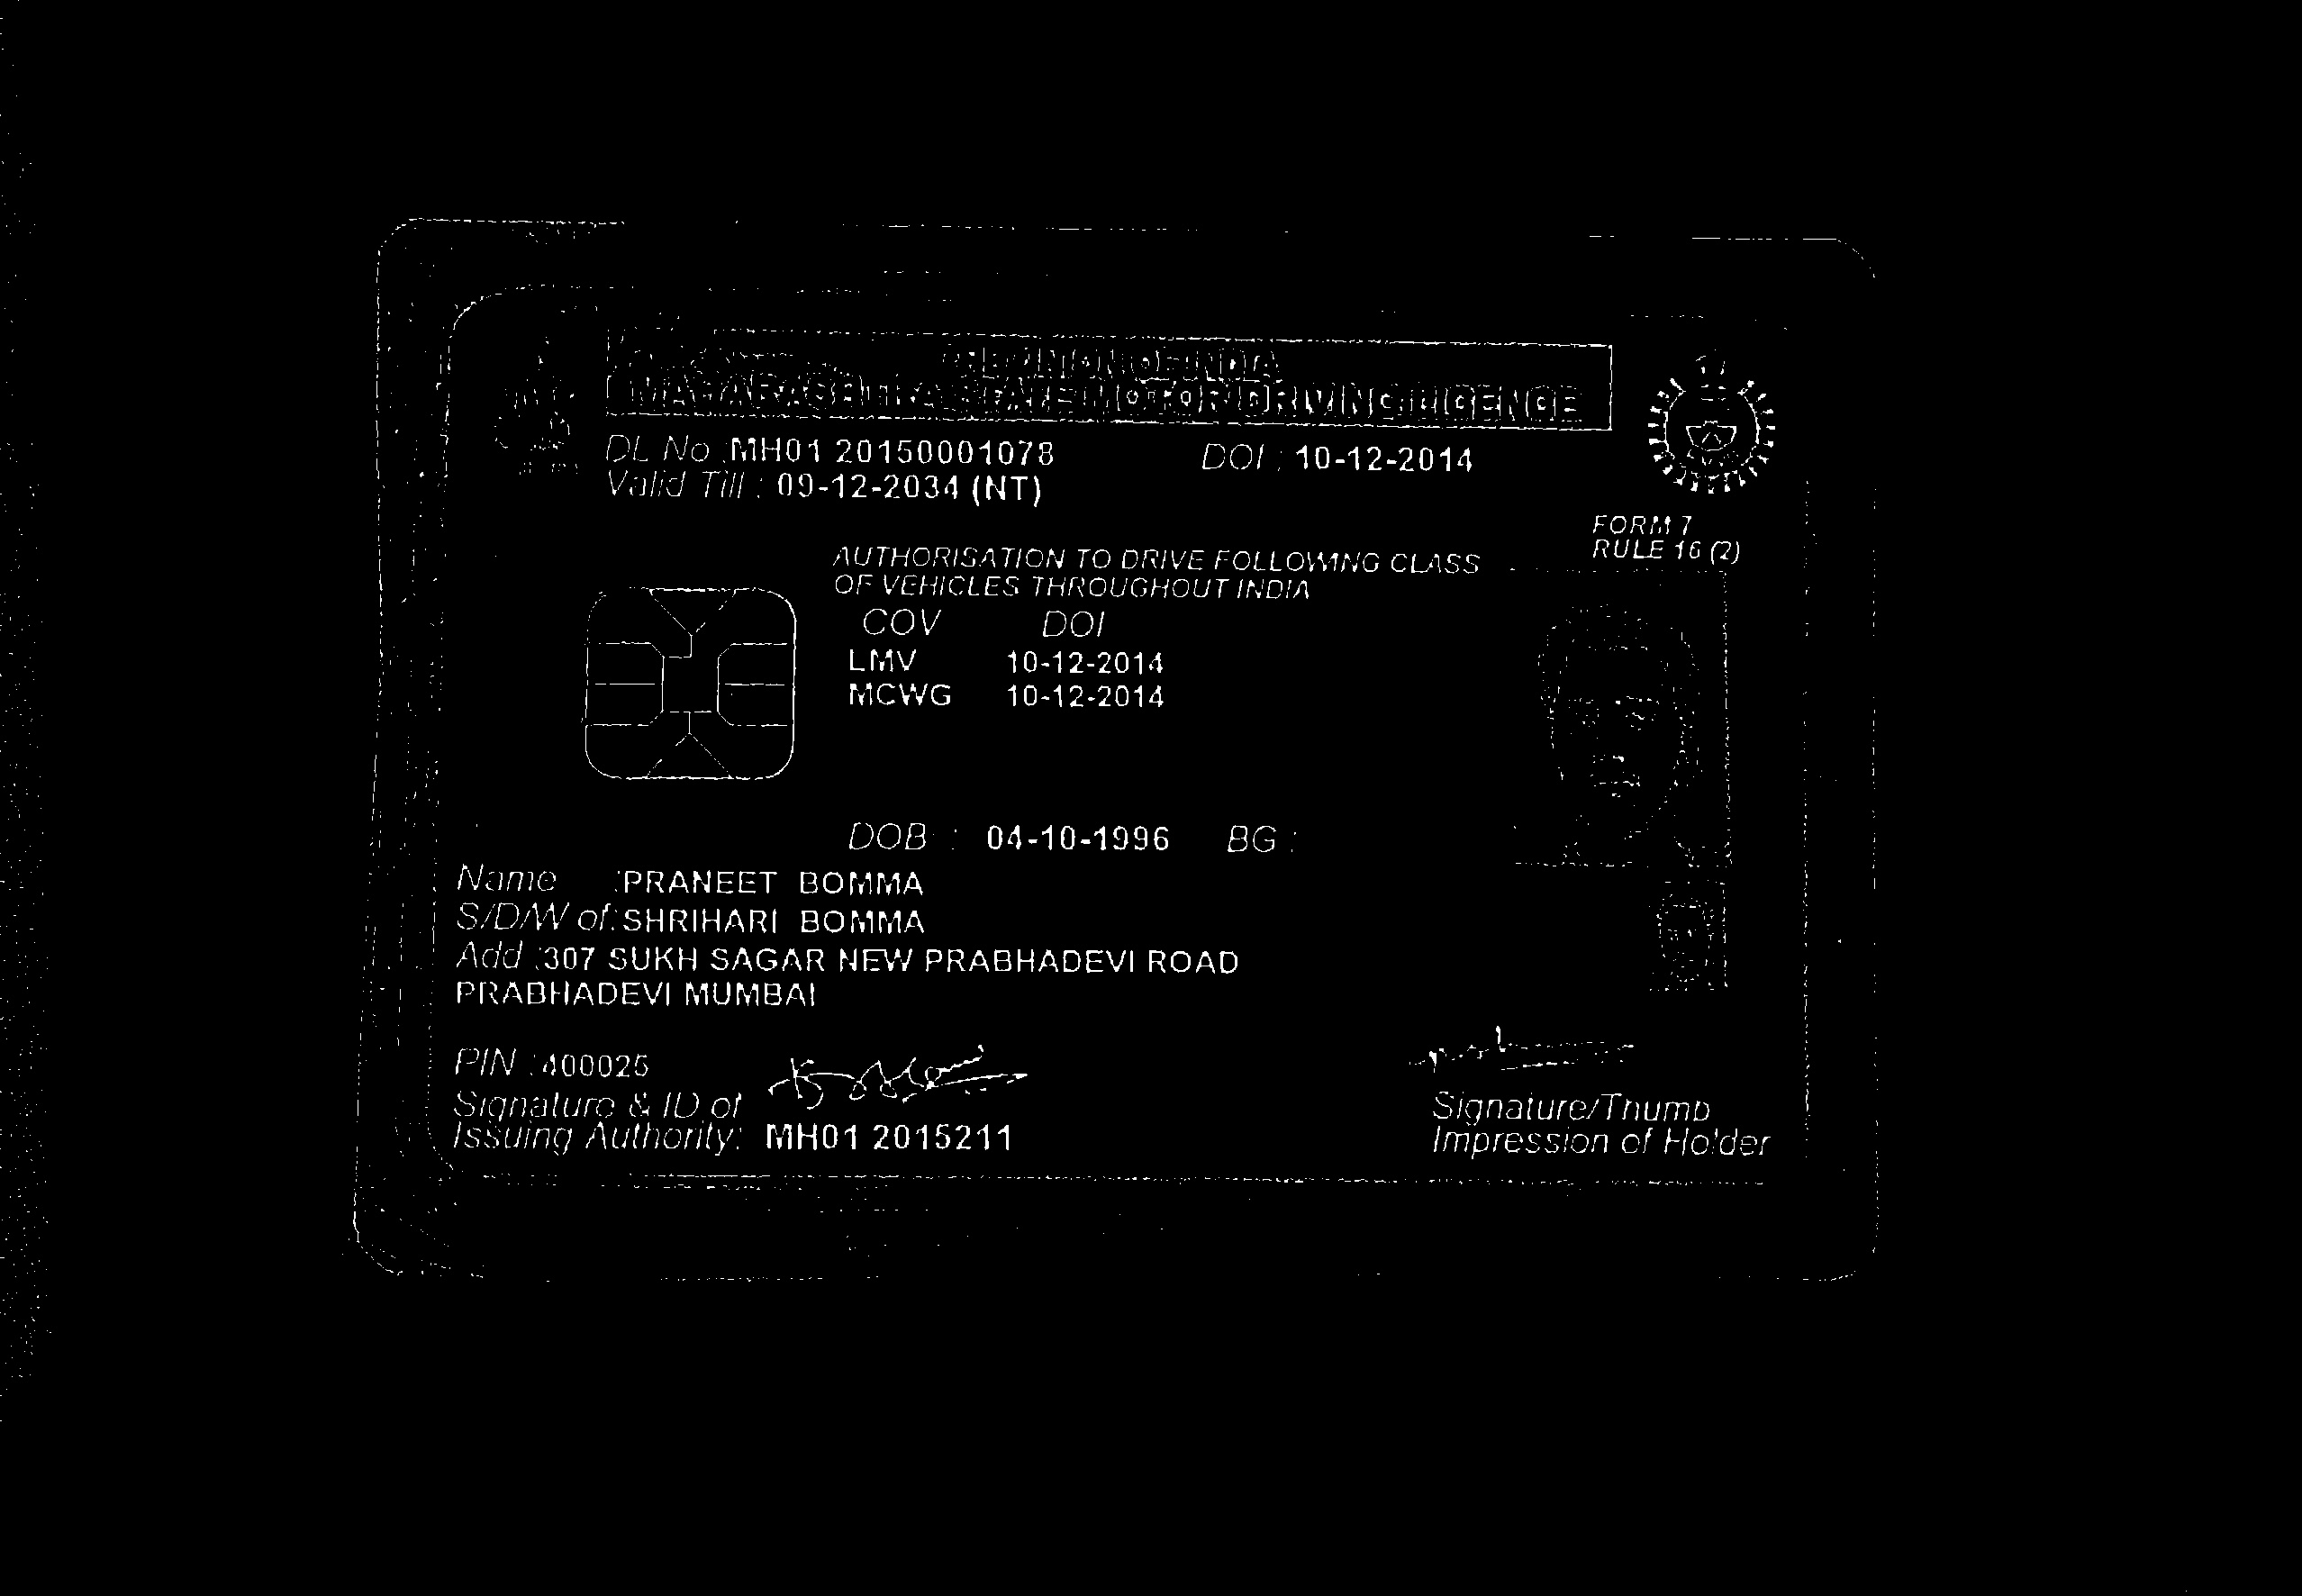 THE UNION OF INDIA
MAHARASHTRA STATE MOTOR DRIVING LICENCE
DL No :MH01 20150001078 DOI : 10-12-2014
Valid Till : 09-12-2034 (NT)
FORM 7
RULE 16 (2)
AUTHORISATION TO DRIVE FOLLOWING CLASS
OF VEHICLES THROUGHOUT INDIA
COV DOI
LMV 10-12-2014
MCWG 10-12-2014
DOB : 04-10-1996 BG :
Name :PRANEET BOMMA
S/D/W of:SHRIHARI BOMMA
Add :307 SUKH SAGAR NEW PRABHADEVI ROAD
PRABHADEVI MUMBAI
PIN :400025
Signature & ID of
Issuing Authority: MH01 2015211
Signature/Thumb
Impression of Holder